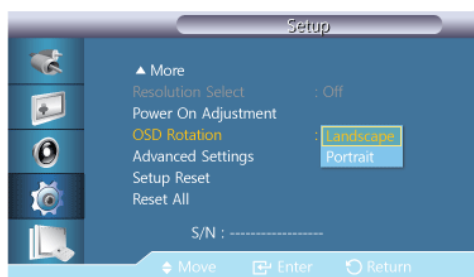 Setup
▲ More
Resolution Select : Off
Power On Adjustment
OSD Rotation : Landscape
Portrait
Advanced Settings
Setup Reset
Reset All
S/N : ------------------
Move Enter Return